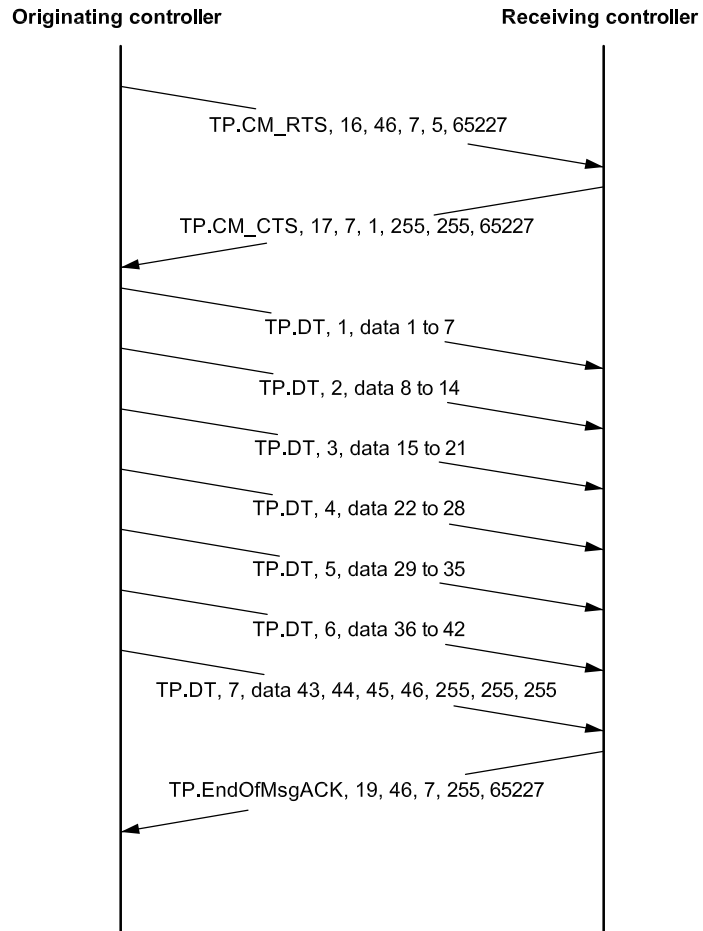 Originating controller
Receiving controller
TP.CM_RTS, 16, 46, 7, 5, 65227
TP.CM_CTS, 17, 7, 1, 255, 255, 65227
TP.DT, 1, data 1 to 7
TP.DT, 2, data 8 to 14
TP.DT, 3, data 15 to 21
TP.DT, 4, data 22 to 28
TP.DT, 5, data 29 to 35
TP.DT, 6, data 36 to 42
TP.DT, 7, data 43, 44, 45, 46, 255, 255, 255
TP.EndOfMsgACK, 19, 46, 7, 255, 65227